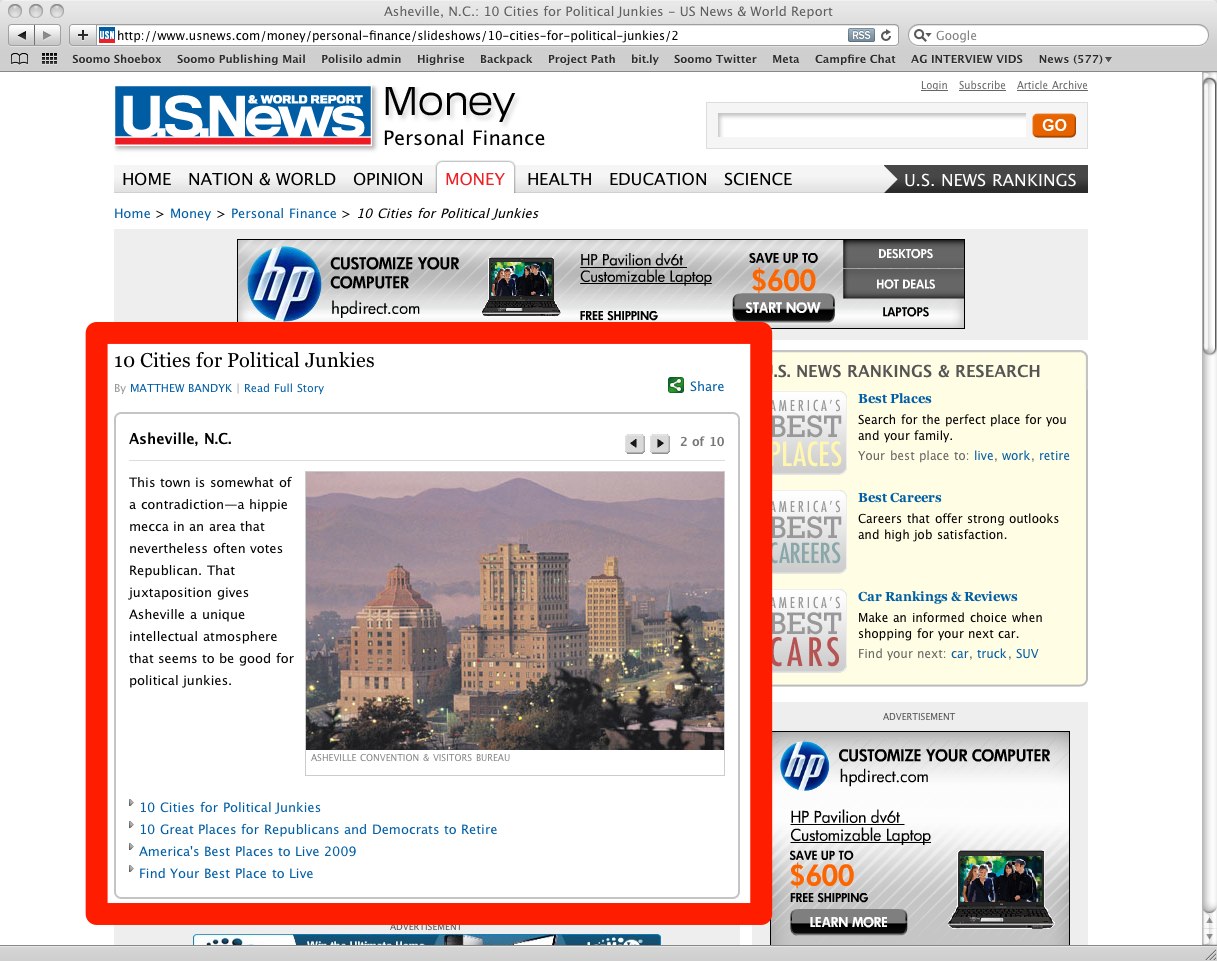 Asheville, N.C.: 10 Cities for Political Junkies – US News & World Report
http://www.usnews.com/money/personal-finance/slideshows/10-cities-for-political-junkies/2
RSS
Google
Soomo Shoebox Soomo Publishing Mail Polisilo admin Highrise Backpack Project Path bit.ly Soomo Twitter Meta Campfire Chat AG INTERVIEW VIDS News (577)
Login Subscribe Article Archive
U.S.News & WORLD REPORT
Money
Personal Finance
GO
HOME NATION & WORLD OPINION MONEY HEALTH EDUCATION SCIENCE U.S. NEWS RANKINGS
Home > Money > Personal Finance > 10 Cities for Political Junkies
hp
CUSTOMIZE YOUR
COMPUTER
hpdirect.com
HP Pavilion dv6t
Customizable Laptop
FREE SHIPPING
SAVE UP TO
$600
START NOW
DESKTOPS
HOT DEALS
LAPTOPS
10 Cities for Political Junkies
By MATTHEW BANDYK | Read Full Story
Share
Asheville, N.C.
2 of 10
This town is somewhat of
a contradiction—a hippie
mecca in an area that
nevertheless often votes
Republican. That
juxtaposition gives
Asheville a unique
intellectual atmosphere
that seems to be good for
political junkies.
ASHEVILLE CONVENTION & VISITORS BUREAU
10 Cities for Political Junkies
10 Great Places for Republicans and Democrats to Retire
America's Best Places to Live 2009
Find Your Best Place to Live
.S. NEWS RANKINGS & RESEARCH
AMERICA'S
BEST
PLACES
Best Places
Search for the perfect place for you
and your family.
Your best place to: live, work, retire
AMERICA'S
BEST
CAREERS
Best Careers
Careers that offer strong outlooks
and high job satisfaction.
AMERICA'S
BEST
CARS
Car Rankings & Reviews
Make an informed choice when
shopping for your next car.
Find your next: car, truck, SUV
ADVERTISEMENT
hp
CUSTOMIZE YOUR COMPUTER
hpdirect.com
HP Pavilion dv6t
Customizable Laptop
SAVE UP TO
$600
FREE SHIPPING
LEARN MORE
ADVERTISEMENT
Win the Ultimate Home